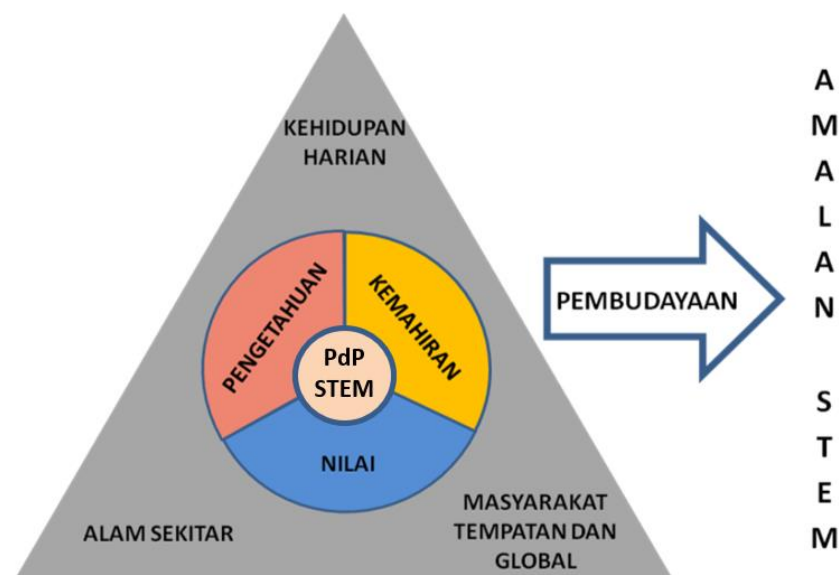 KEHIDUPAN
HARIAN
PENGETAHUAN
KEMAHIRAN
PdP
STEM
NILAI
ALAM SEKITAR
MASYARAKAT
TEMPATAN DAN
GLOBAL
PEMBUDAYAAN
A
M
A
L
A
N
S
T
E
M